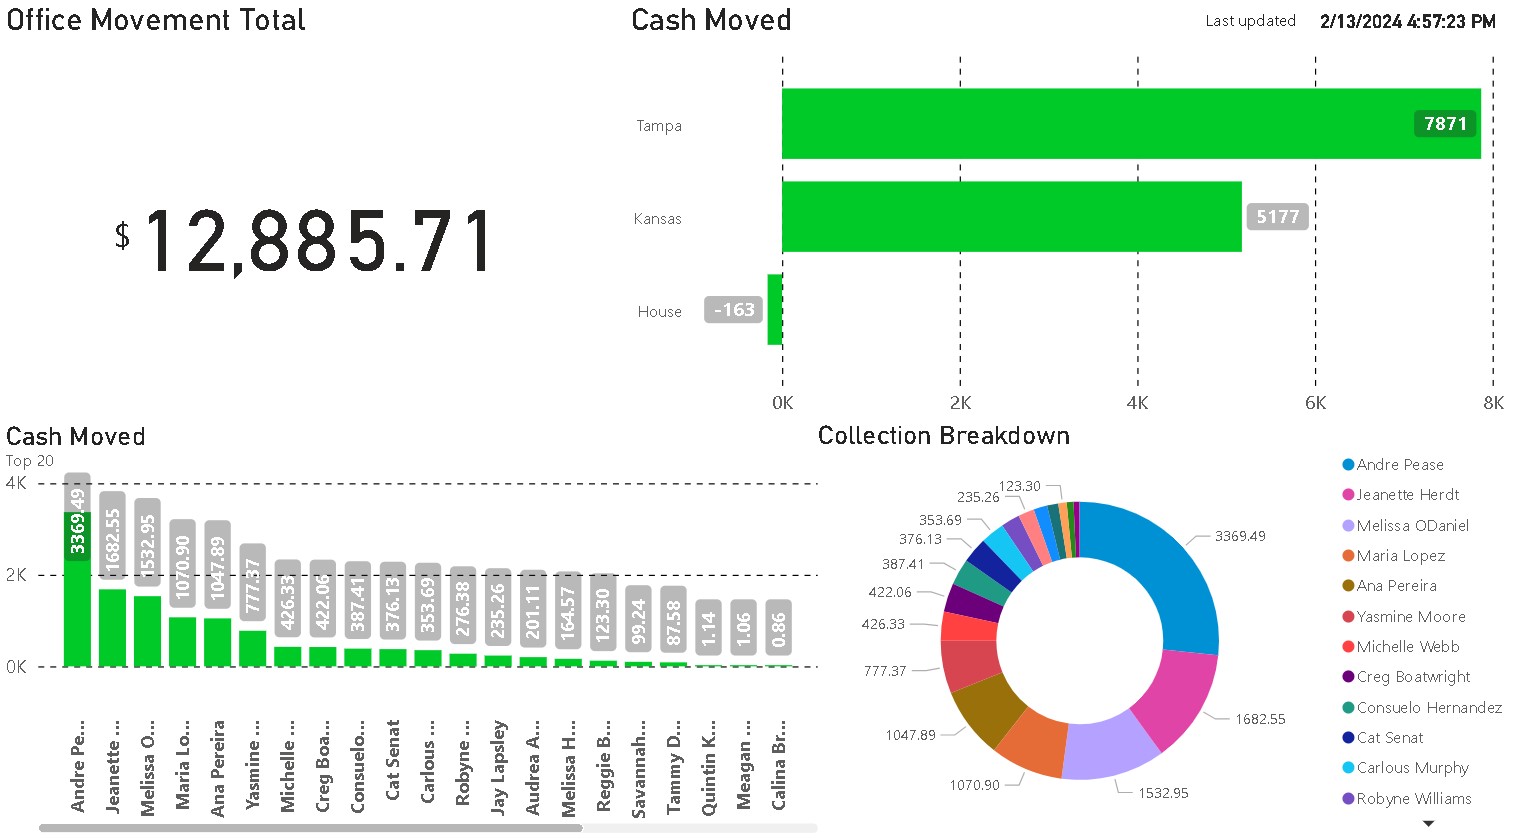 Office Movement Total
$ 12,885.71
Cash Moved
Last updated 2/13/2024 4:57:23 PM
Tampa
7871
Kansas
5177
House
-163
0K 2K 4K 6K 8K
Cash Moved
Top 20
4K
2K
0K
3369.49
1682.55
1532.95
1070.90
1047.89
777.37
426.33
422.06
387.41
376.13
353.69
276.38
235.26
201.11
164.57
123.30
99.24
87.58
1.14
1.06
0.86
Andre Pe...
Jeanette ...
Melissa O...
Maria Lo...
Ana Pereira
Yasmine ...
Michelle ...
Creg Boa...
Consuelo...
Cat Senat
Carlous ...
Robyne ...
Jay Lapsley
Audrea A...
Melissa H...
Reggie B...
Savannah...
Tammy D...
Quintin K...
Meagan ...
Calina Br...
Collection Breakdown
123.30
235.26
353.69
376.13
387.41
422.06
426.33
777.37
1047.89
1070.90
1532.95
1682.55
3369.49
Andre Pease
Jeanette Herdt
Melissa ODaniel
Maria Lopez
Ana Pereira
Yasmine Moore
Michelle Webb
Creg Boatwright
Consuelo Hernandez
Cat Senat
Carlous Murphy
Robyne Williams